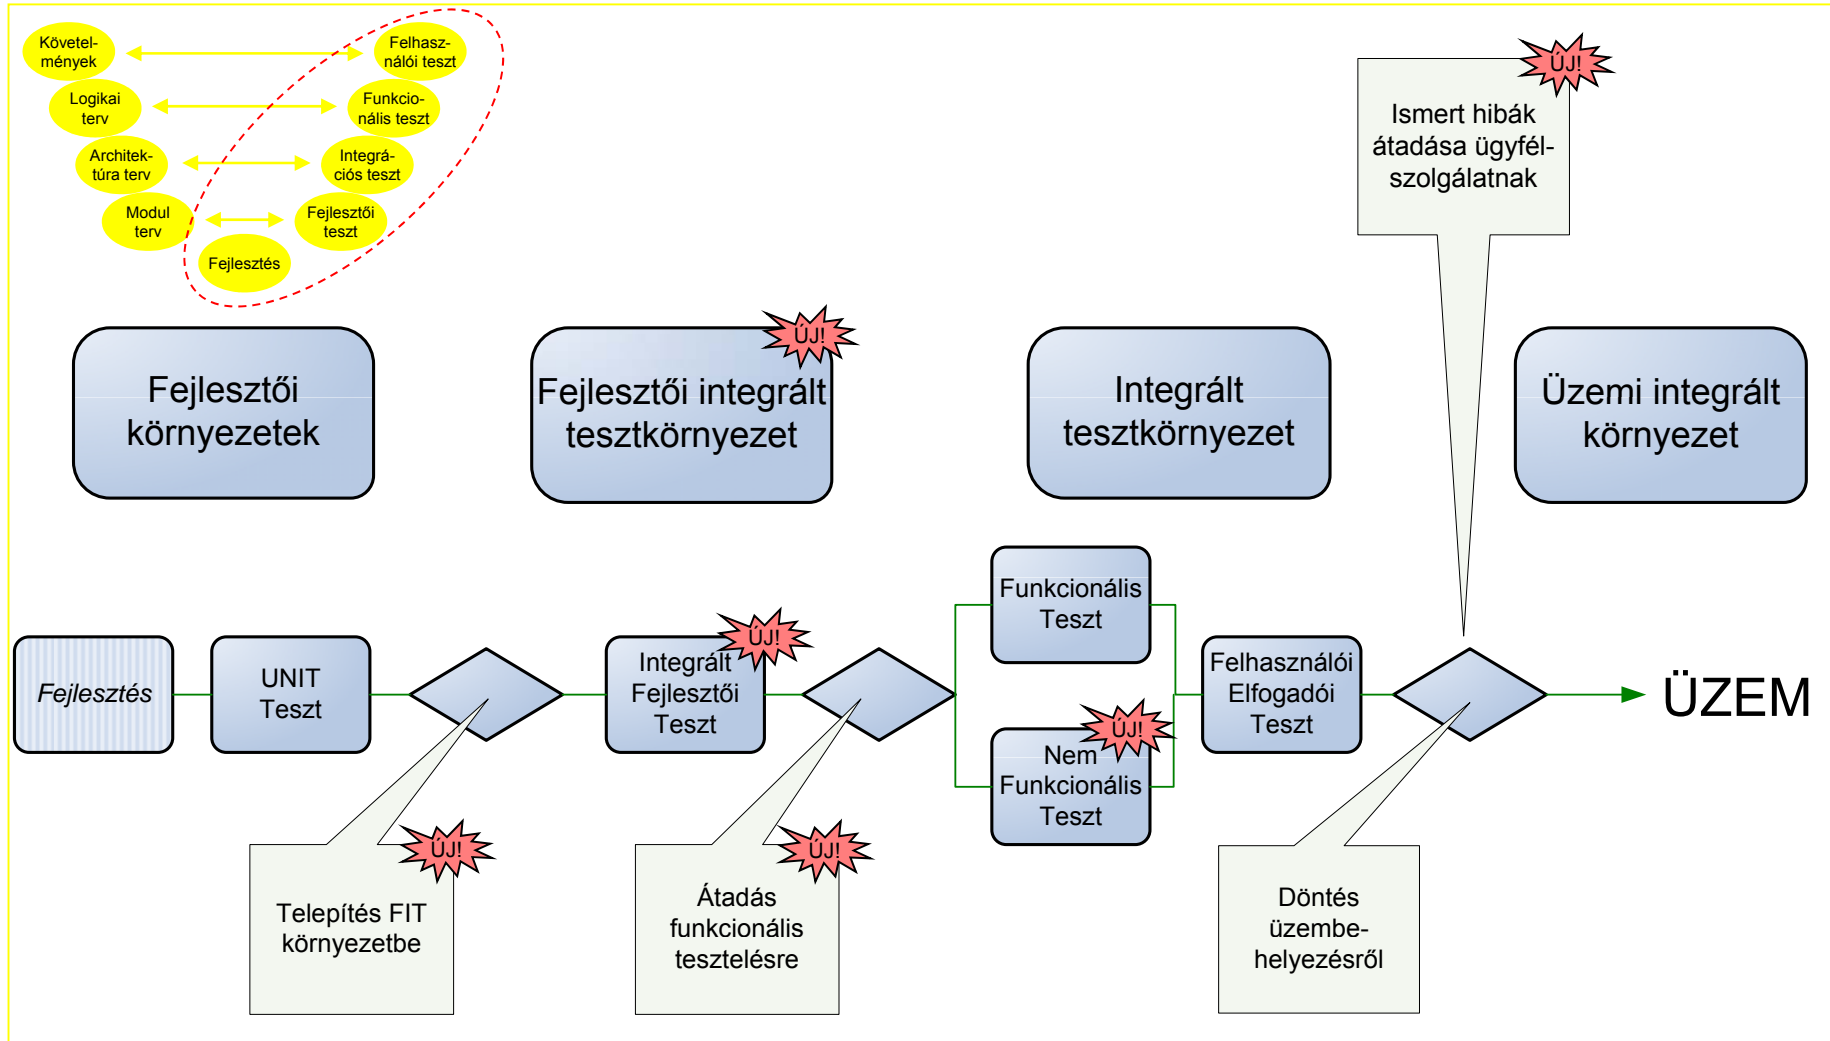 Követel-
mények
Felhasz-
nálói teszt
Logikai
terv
Funkcio-
nális teszt
Architek-
túra terv
Integrá-
ciós teszt
Modul
terv
Fejlesztői
teszt
Fejlesztés
ÚJ!
Ismert hibák
átadása ügyfél-
szolgálatnak
Fejlesztői
környezetek
ÚJ!
Fejlesztői integrált
tesztkörnyezet
Integrált
tesztkörnyezet
Üzemi integrált
környezet
Fejlesztés
UNIT
Teszt
ÚJ!
Integrált
Fejlesztői
Teszt
Funkcionális
Teszt
ÚJ!
Nem
Funkcionális
Teszt
Felhasználói
Elfogadói
Teszt
ÜZEM
ÚJ!
Telepítés FIT
környezetbe
ÚJ!
Átadás
funkcionális
tesztelésre
Döntés
üzembe-
helyezésről